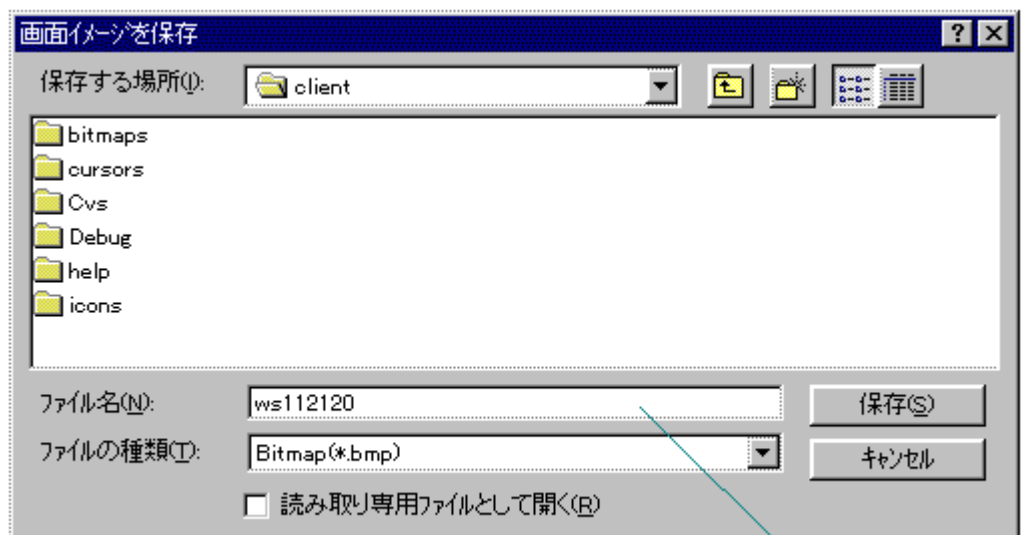 画面イメージを保存
保存する場所(I):
client
bitmaps
cursors
Cvs
Debug
help
icons
ファイル名(N):
ws112120
保存(S)
ファイルの種類(T):
Bitmap(*.bmp)
キャンセル
読み取り専用ファイルとして開く(R)